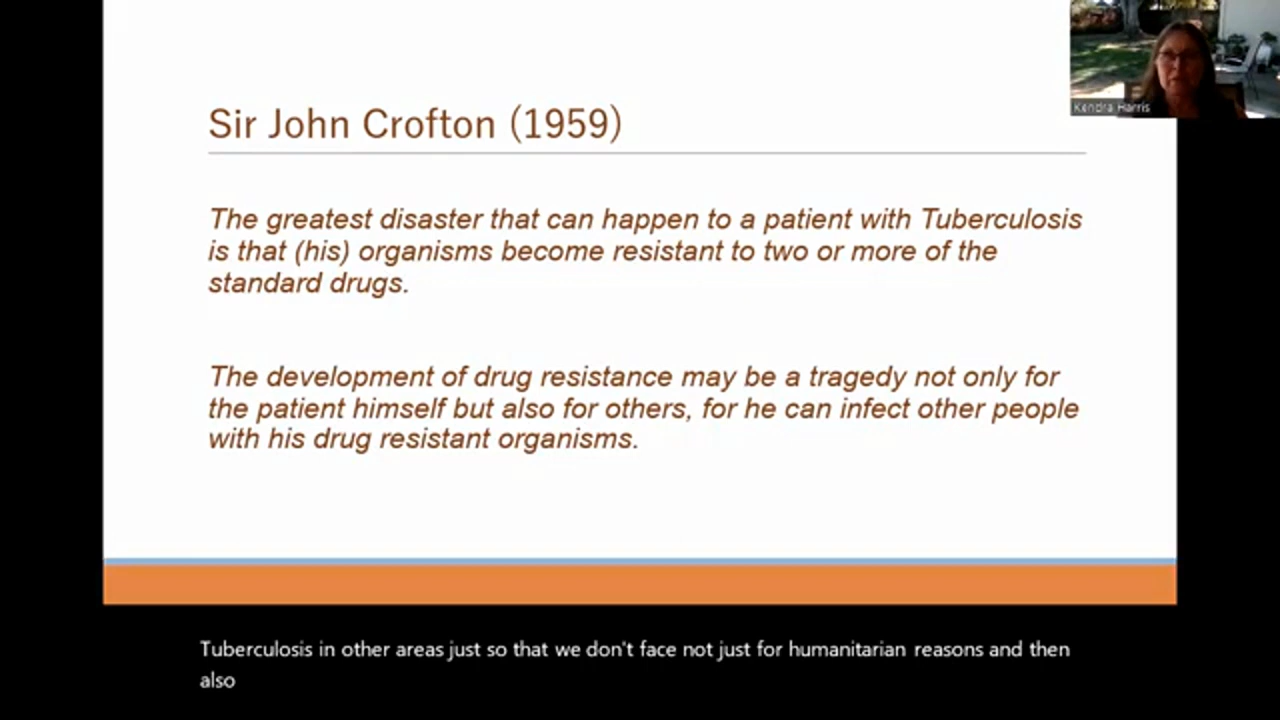 Kendra Harris
Sir John Crofton (1959)
The greatest disaster that can happen to a patient with Tuberculosis
is that (his) organisms become resistant to two or more of the
standard drugs.
The development of drug resistance may be a tragedy not only for
the patient himself but also for others, for he can infect other people
with his drug resistant organisms.
Tuberculosis in other areas just so that we don't face not just for humanitarian reasons and then
also